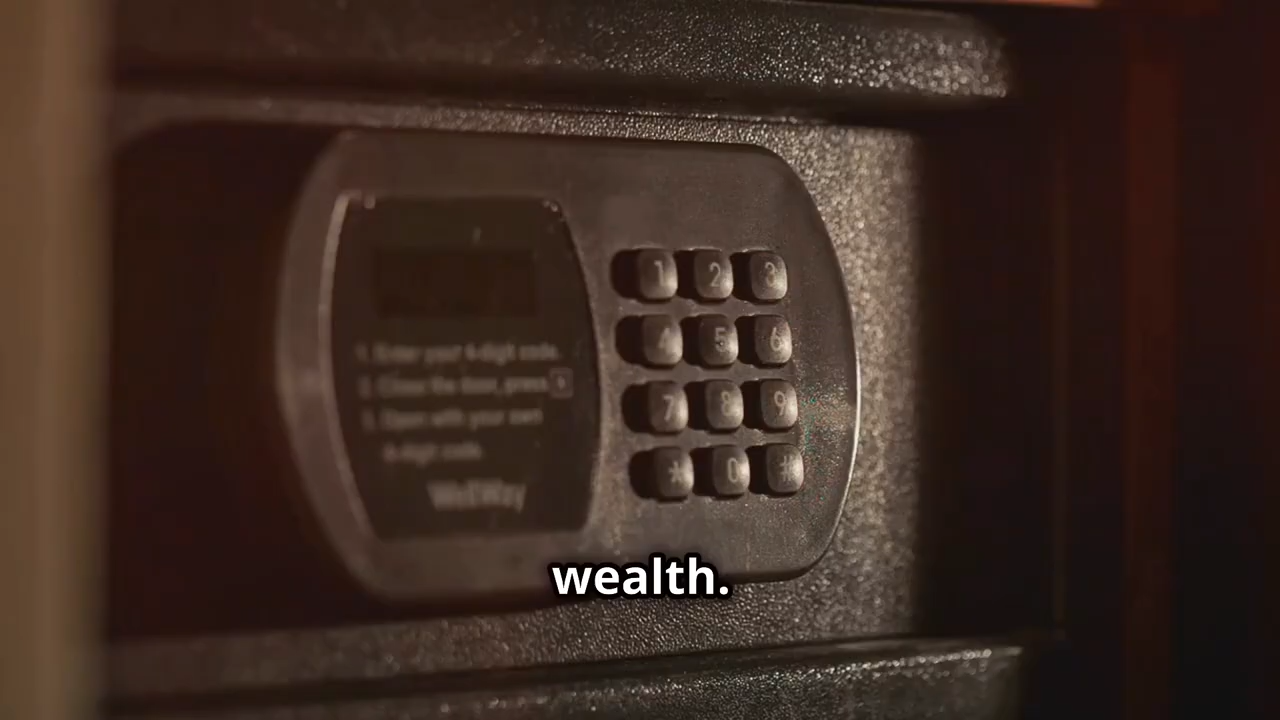 1 2 3
4 5 6
7 8 9
* 0 #
1. Enter your 4-digit code.
2. Close the door, press
3. Open with your own
4-digit code
WellWay
wealth.